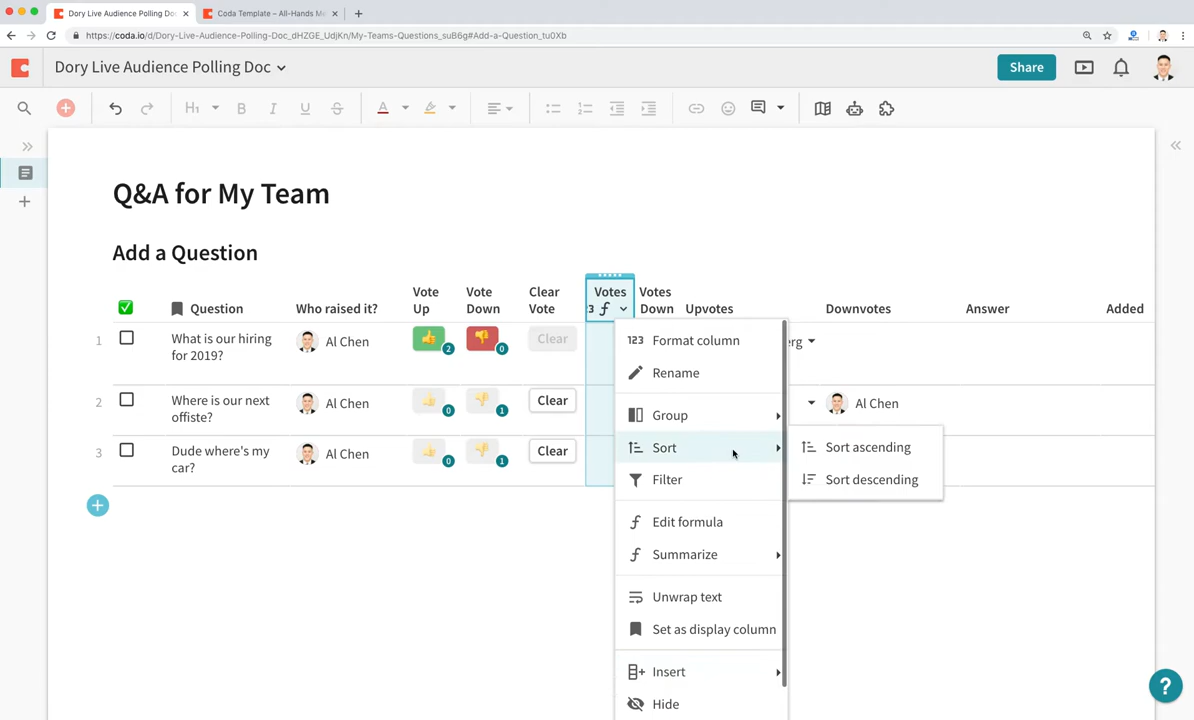 Dory Live Audience Polling Doc
Coda Template – All-Hands M
https://coda.io/d/Dory-Live-Audience-Polling-Doc_dHZGE_UdjKn/My-Teams-Questions_suB6g#Add-a-Question_tu0Xb
Dory Live Audience Polling Doc
Share
H1 B I U S A
Q&A for My Team
Add a Question
✅ Question Who raised it? Vote Up Vote Down Clear Vote Votes Votes Down Upvotes Downvotes Answer Added
1 What is our hiring for 2019? Al Chen 2 0 Clear erg
2 Where is our next offiste? Al Chen 0 1 Clear Al Chen
3 Dude where's my car? Al Chen 0 1 Clear
123 Format column
Rename
Group
Sort
Sort ascending
Sort descending
Filter
Edit formula
Summarize
Unwrap text
Set as display column
Insert
Hide
?